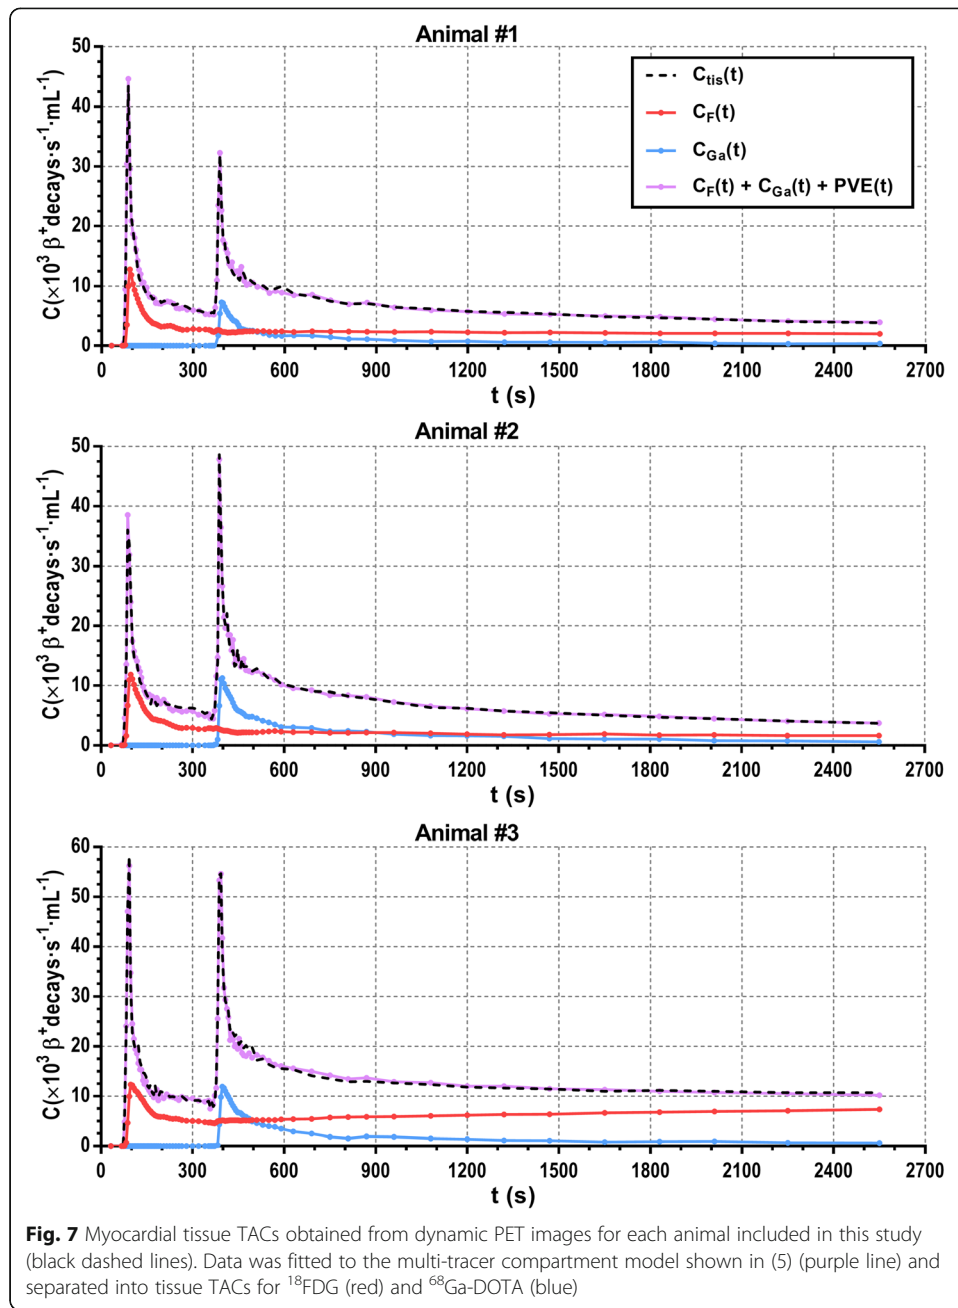 Animal #1
C(×10³ β⁺decays·s⁻¹·mL⁻¹)
50
40
30
20
10
0
C_tis(t)
C_F(t)
C_Ga(t)
C_F(t) + C_Ga(t) + PVE(t)
0 300 600 900 1200 1500 1800 2100 2400 2700
t (s)
Animal #2
C(×10³ β⁺decays·s⁻¹·mL⁻¹)
50
40
30
20
10
0
0 300 600 900 1200 1500 1800 2100 2400 2700
t (s)
Animal #3
C(×10³ β⁺decays·s⁻¹·mL⁻¹)
60
50
40
30
20
10
0
0 300 600 900 1200 1500 1800 2100 2400 2700
t (s)
Fig. 7 Myocardial tissue TACs obtained from dynamic PET images for each animal included in this study
(black dashed lines). Data was fitted to the multi-tracer compartment model shown in (5) (purple line) and
separated into tissue TACs for ¹⁸FDG (red) and ⁶⁸Ga-DOTA (blue)